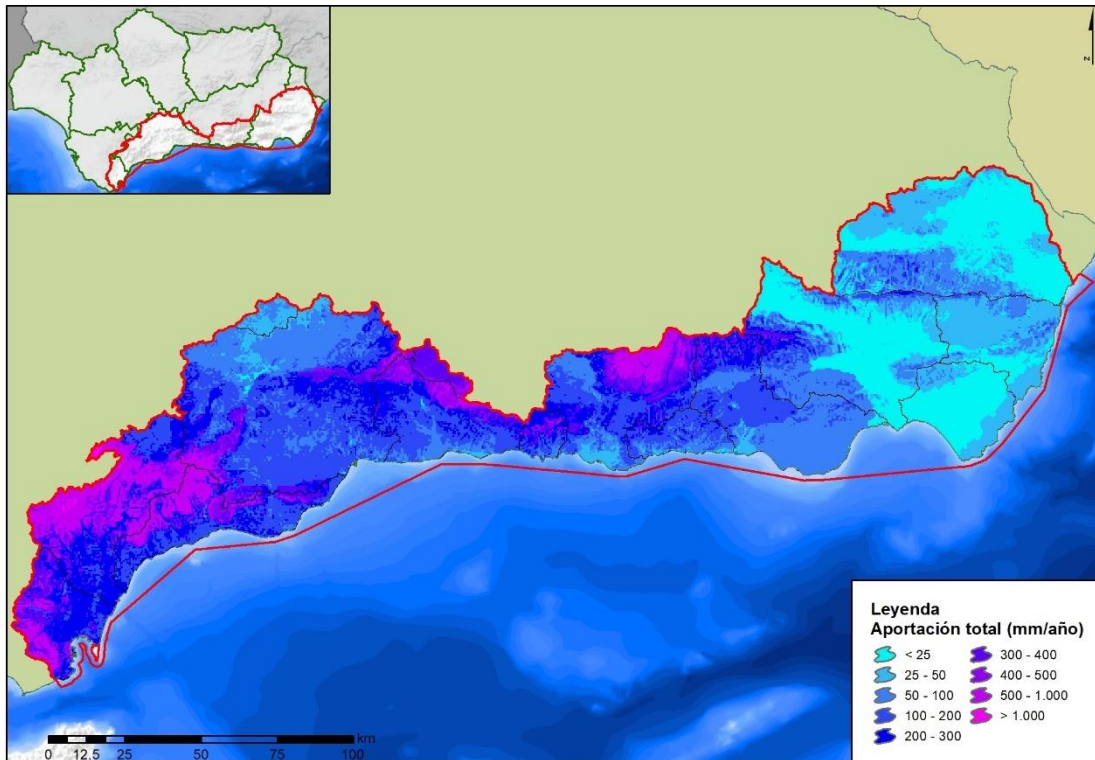 N
Leyenda
Aportación total (mm/año)
< 25
25 - 50
50 - 100
100 - 200
200 - 300
300 - 400
400 - 500
500 - 1.000
> 1.000
km
0 12.5 25 50 75 100